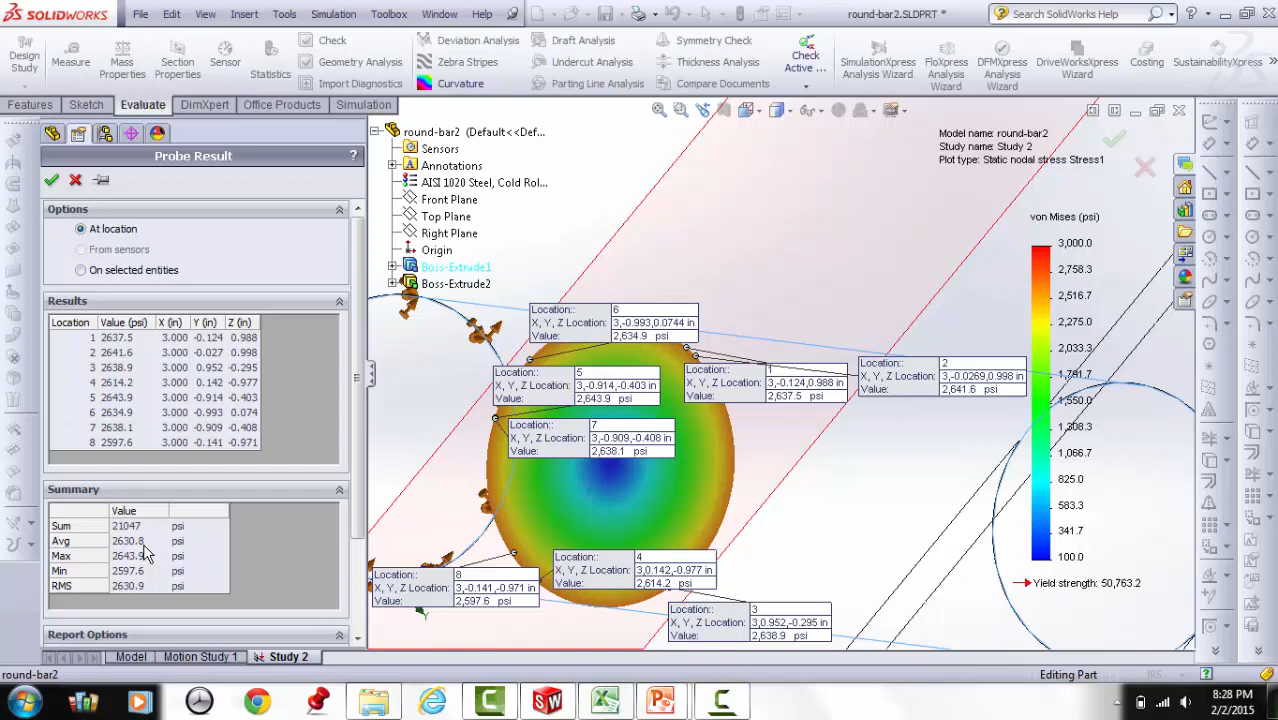 SOLIDWORKS
File Edit View Insert Tools Simulation Toolbox Window Help
round-bar2.SLDPRT *
Search SolidWorks Help
Design Study
Measure
Mass Properties
Section Properties
Sensor
Statistics
Check
Geometry Analysis
Import Diagnostics
Deviation Analysis
Zebra Stripes
Curvature
Draft Analysis
Undercut Analysis
Parting Line Analysis
Symmetry Check
Thickness Analysis
Compare Documents
Check Active ...
SimulationXpress Analysis Wizard
FloXpress Analysis Wizard
DFMXpress Analysis Wizard
DriveWorksXpress Wizard
Costing
SustainabilityXpress
Features Sketch Evaluate DimXpert Office Products Simulation
Probe Result
?
Options
At location
From sensors
On selected entities
Results
Location Value (psi) X (in) Y (in) Z (in)
1 2637.5 3.000 -0.124 0.988
2 2641.6 3.000 -0.027 0.998
3 2638.9 3.000 0.952 -0.295
4 2614.2 3.000 0.142 -0.977
5 2643.9 3.000 -0.914 -0.403
6 2634.9 3.000 -0.993 0.074
7 2638.1 3.000 -0.909 -0.408
8 2597.6 3.000 -0.141 -0.971
Summary
Value
Sum 21047 psi
Avg 2630.8 psi
Max 2643.9 psi
Min 2597.6 psi
RMS 2630.9 psi
Report Options
round-bar2 (Default<<Def...
Sensors
Annotations
AISI 1020 Steel, Cold Rol...
Front Plane
Top Plane
Right Plane
Origin
Boss-Extrude1
Boss-Extrude2
Model name: round-bar2
Study name: Study 2
Plot type: Static nodal stress Stress1
Location:: 6
X, Y, Z Location: 3,-0.993,0.0744 in
Value: 2,634.9 psi
Location:: 5
X, Y, Z Location: 3,-0.914,-0.403 in
Value: 2,643.9 psi
Location:: 1
X, Y, Z Location: 3,-0.124,0.988 in
Value: 2,637.5 psi
Location:: 2
X, Y, Z Location: 3,-0.0269,0.998 in
Value: 2,641.6 psi
Location:: 7
X, Y, Z Location: 3,-0.909,-0.408 in
Value: 2,638.1 psi
Location:: 4
X, Y, Z Location: 3,0.142,-0.977 in
Value: 2,614.2 psi
Location:: 8
X, Y, Z Location: 3,-0.141,-0.971 in
Value: 2,597.6 psi
Location:: 3
X, Y, Z Location: 3,0.952,-0.295 in
Value: 2,638.9 psi
von Mises (psi)
3,000.0
2,758.3
2,516.7
2,275.0
2,033.3
1,791.7
1,550.0
1,308.3
1,066.7
825.0
583.3
341.7
100.0
Yield strength: 50,763.2
Model Motion Study 1 Study 2
round-bar2
Editing Part
IPS
8:28 PM
2/2/2015